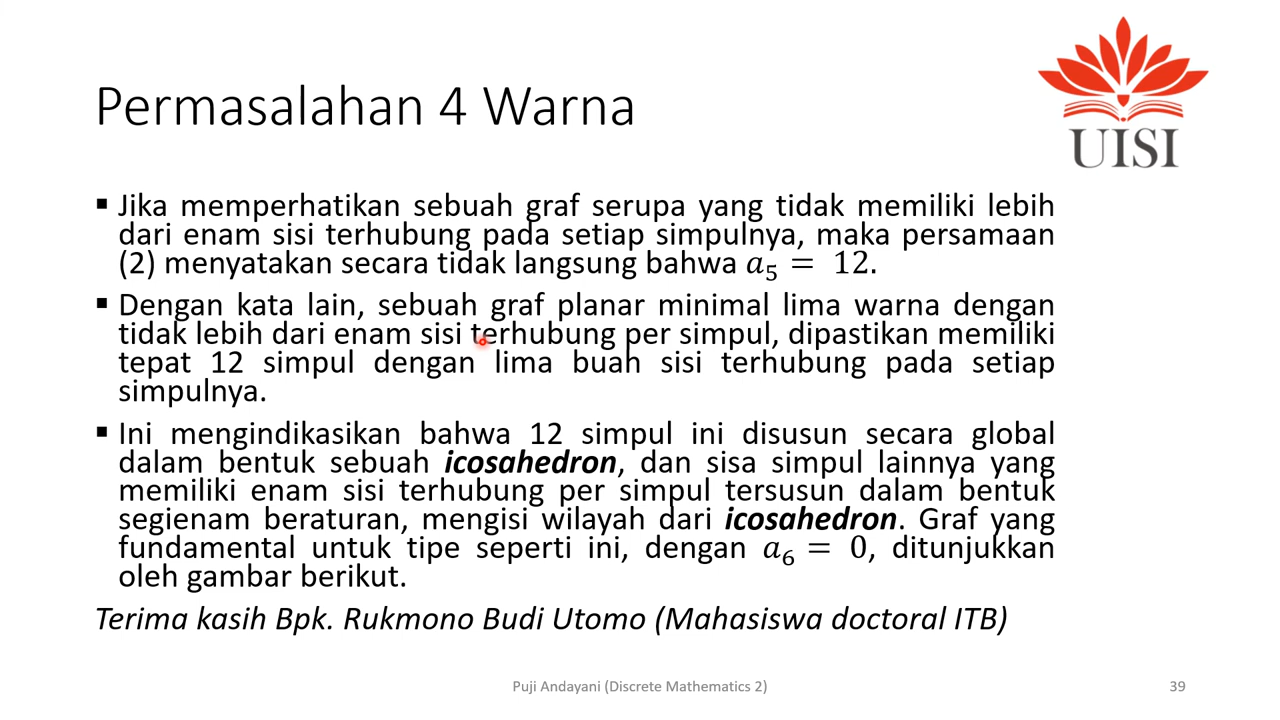 Permasalahan 4 Warna
UISI
▪ Jika memperhatikan sebuah graf serupa yang tidak memiliki lebih
dari enam sisi terhubung pada setiap simpulnya, maka persamaan
(2) menyatakan secara tidak langsung bahwa a₅ = 12.
▪ Dengan kata lain, sebuah graf planar minimal lima warna dengan
tidak lebih dari enam sisi terhubung per simpul, dipastikan memiliki
tepat 12 simpul dengan lima buah sisi terhubung pada setiap
simpulnya.
▪ Ini mengindikasikan bahwa 12 simpul ini disusun secara global
dalam bentuk sebuah icosahedron, dan sisa simpul lainnya yang
memiliki enam sisi terhubung per simpul tersusun dalam bentuk
segienam beraturan, mengisi wilayah dari icosahedron. Graf yang
fundamental untuk tipe seperti ini, dengan a₆ = 0, ditunjukkan
oleh gambar berikut.
Terima kasih Bpk. Rukmono Budi Utomo (Mahasiswa doctoral ITB)
Puji Andayani (Discrete Mathematics 2)
39